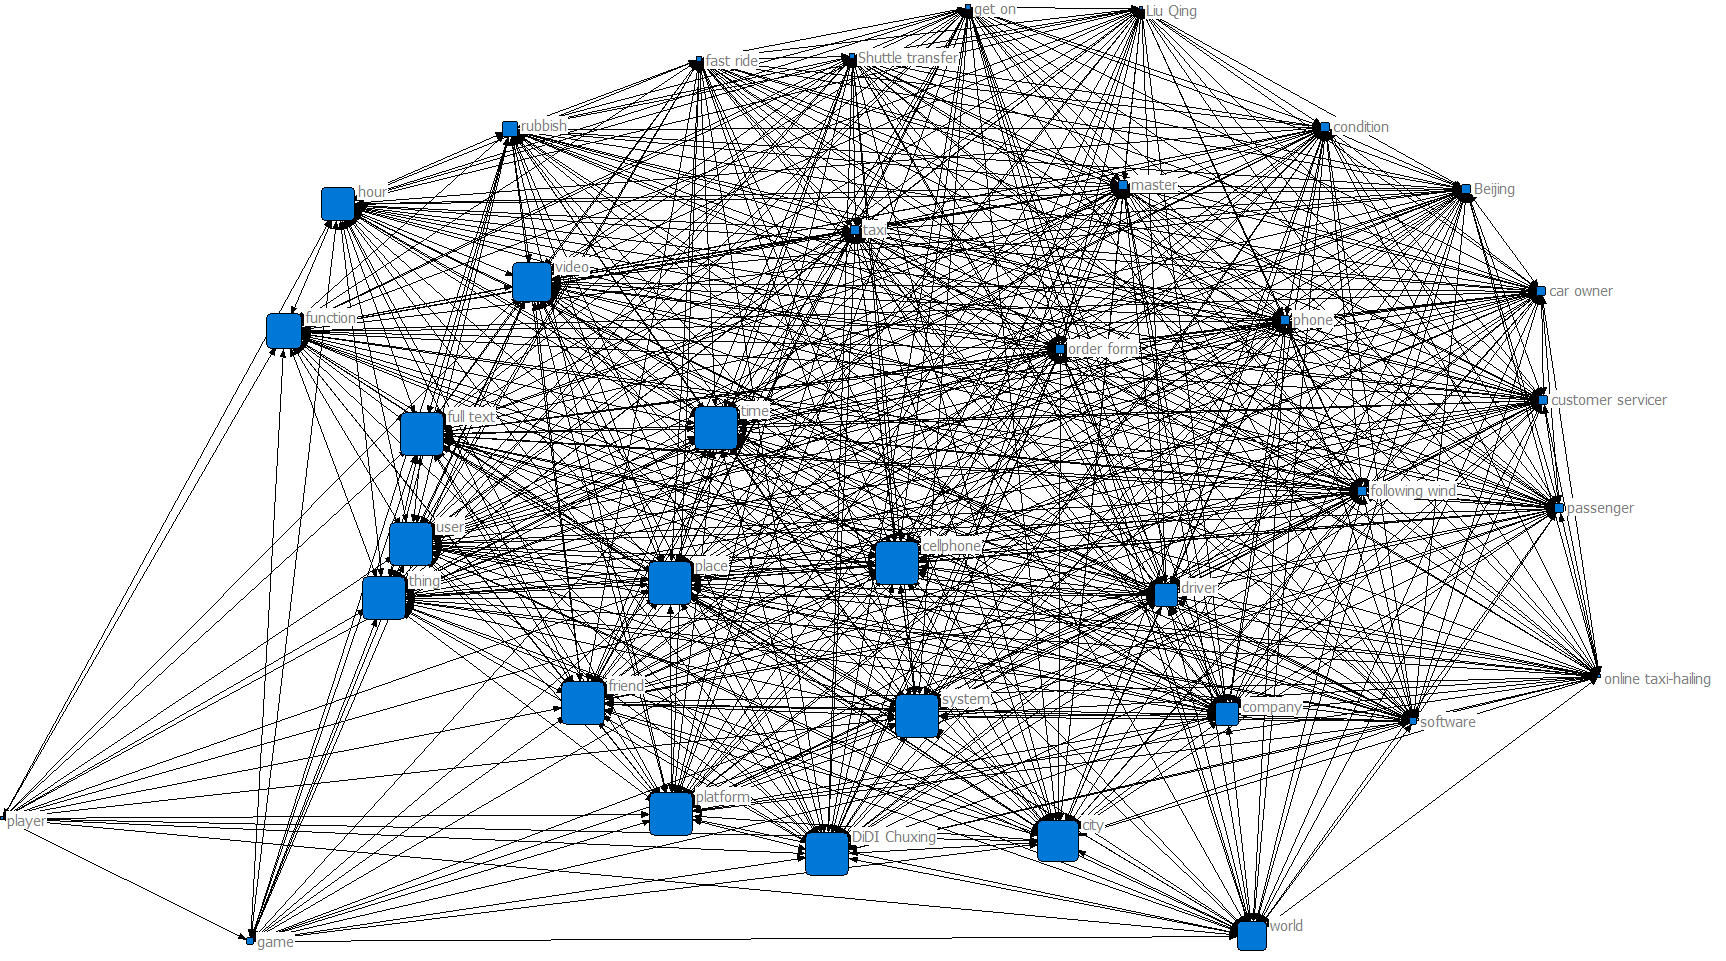 get on
Liu Qing
fast ride
Shuttle transfer
rubbish
condition
hour
master
Beijing
taxi
video
car owner
function
phone
order form
customer servicer
full text
time
following wind
passenger
user
cellphone
place
thing
driver
online taxi-hailing
friend
system
company
software
platform
player
DiDI Chuxing
city
world
game